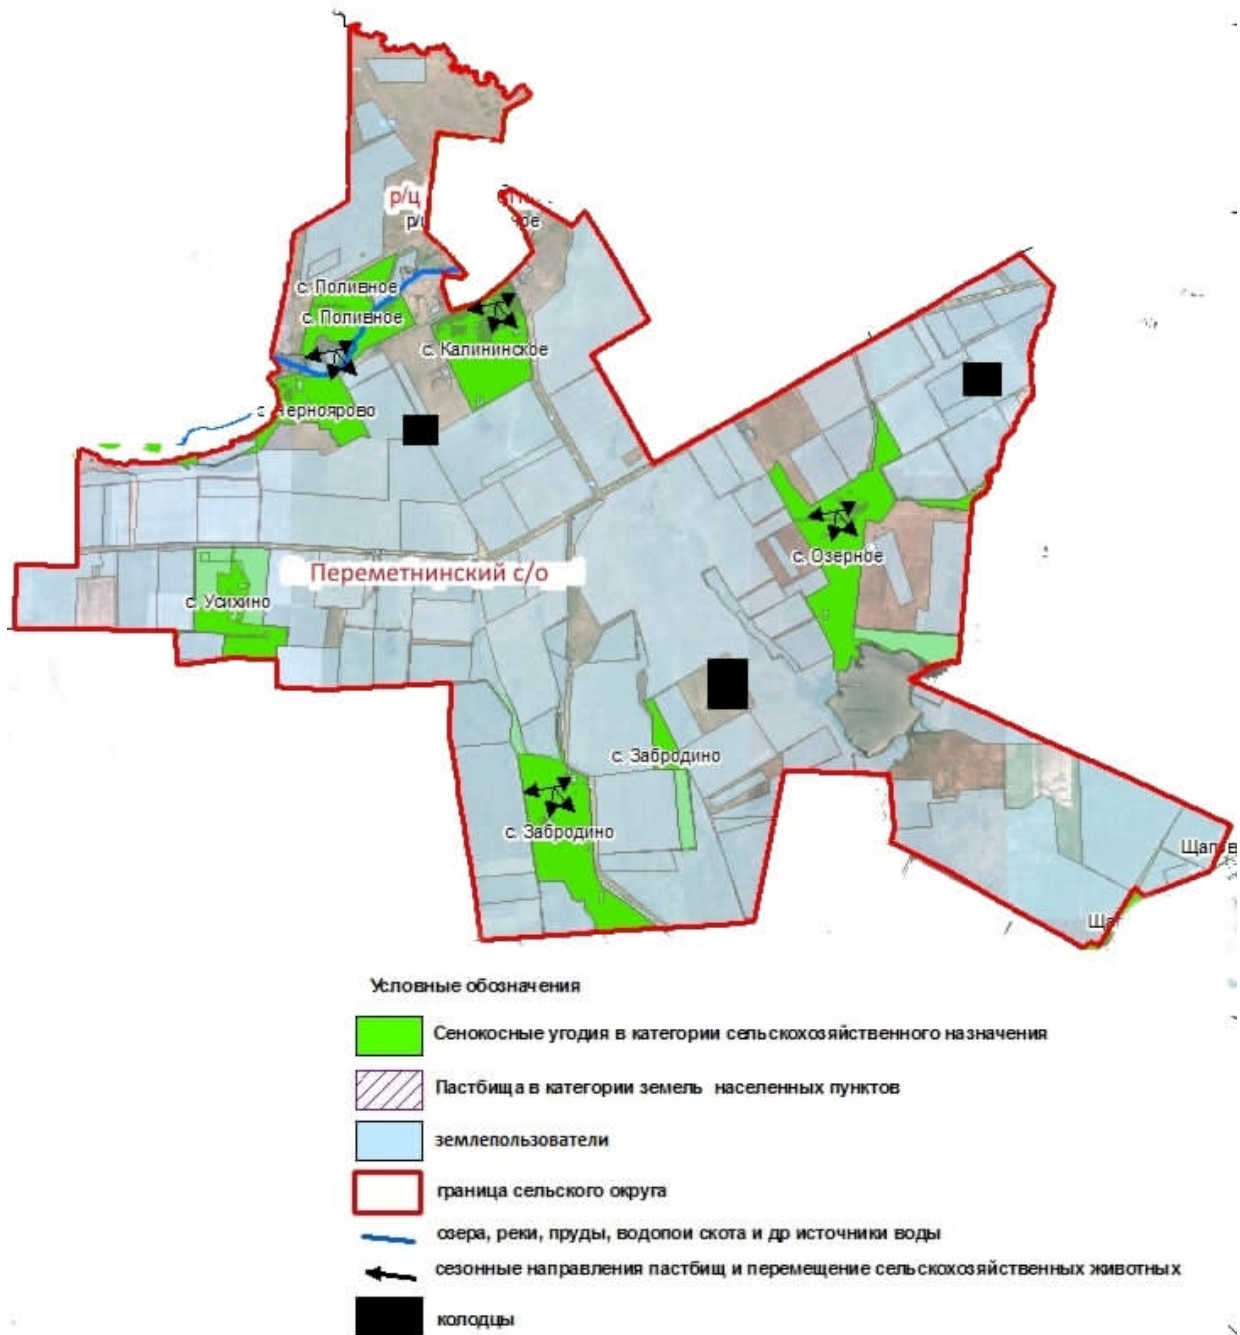 р/ц
р/ц
с. Поливное
с. Поливное
с. Калининское
с. Черноярово
с. Озерное
Переметнинский с/о
с. Усихино
с. Забродино
с. Забродино
Условные обозначения
Сенокосные угодия в категории сельскохозяйственного назначения
Пастбища в категории земель населенных пунктов
землепользователи
граница сельского округа
озера, реки, пруды, водопои скота и др источники воды
сезонные направления пастбищ и перемещение сельскохозяйственных животных
колодцы